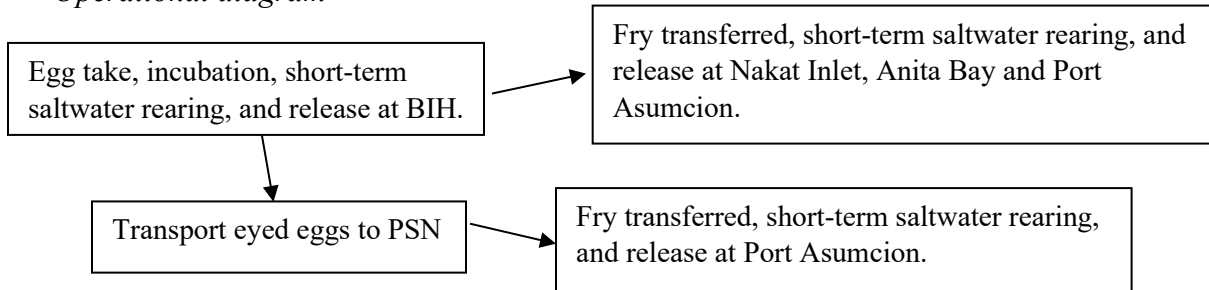 Operational diagram:
Egg take, incubation, short-term
saltwater rearing, and release at BIH.
Fry transferred, short-term saltwater rearing, and
release at Nakat Inlet, Anita Bay and Port
Asumcion.
Transport eyed eggs to PSN
Fry transferred, short-term saltwater rearing,
and release at Port Asumcion.